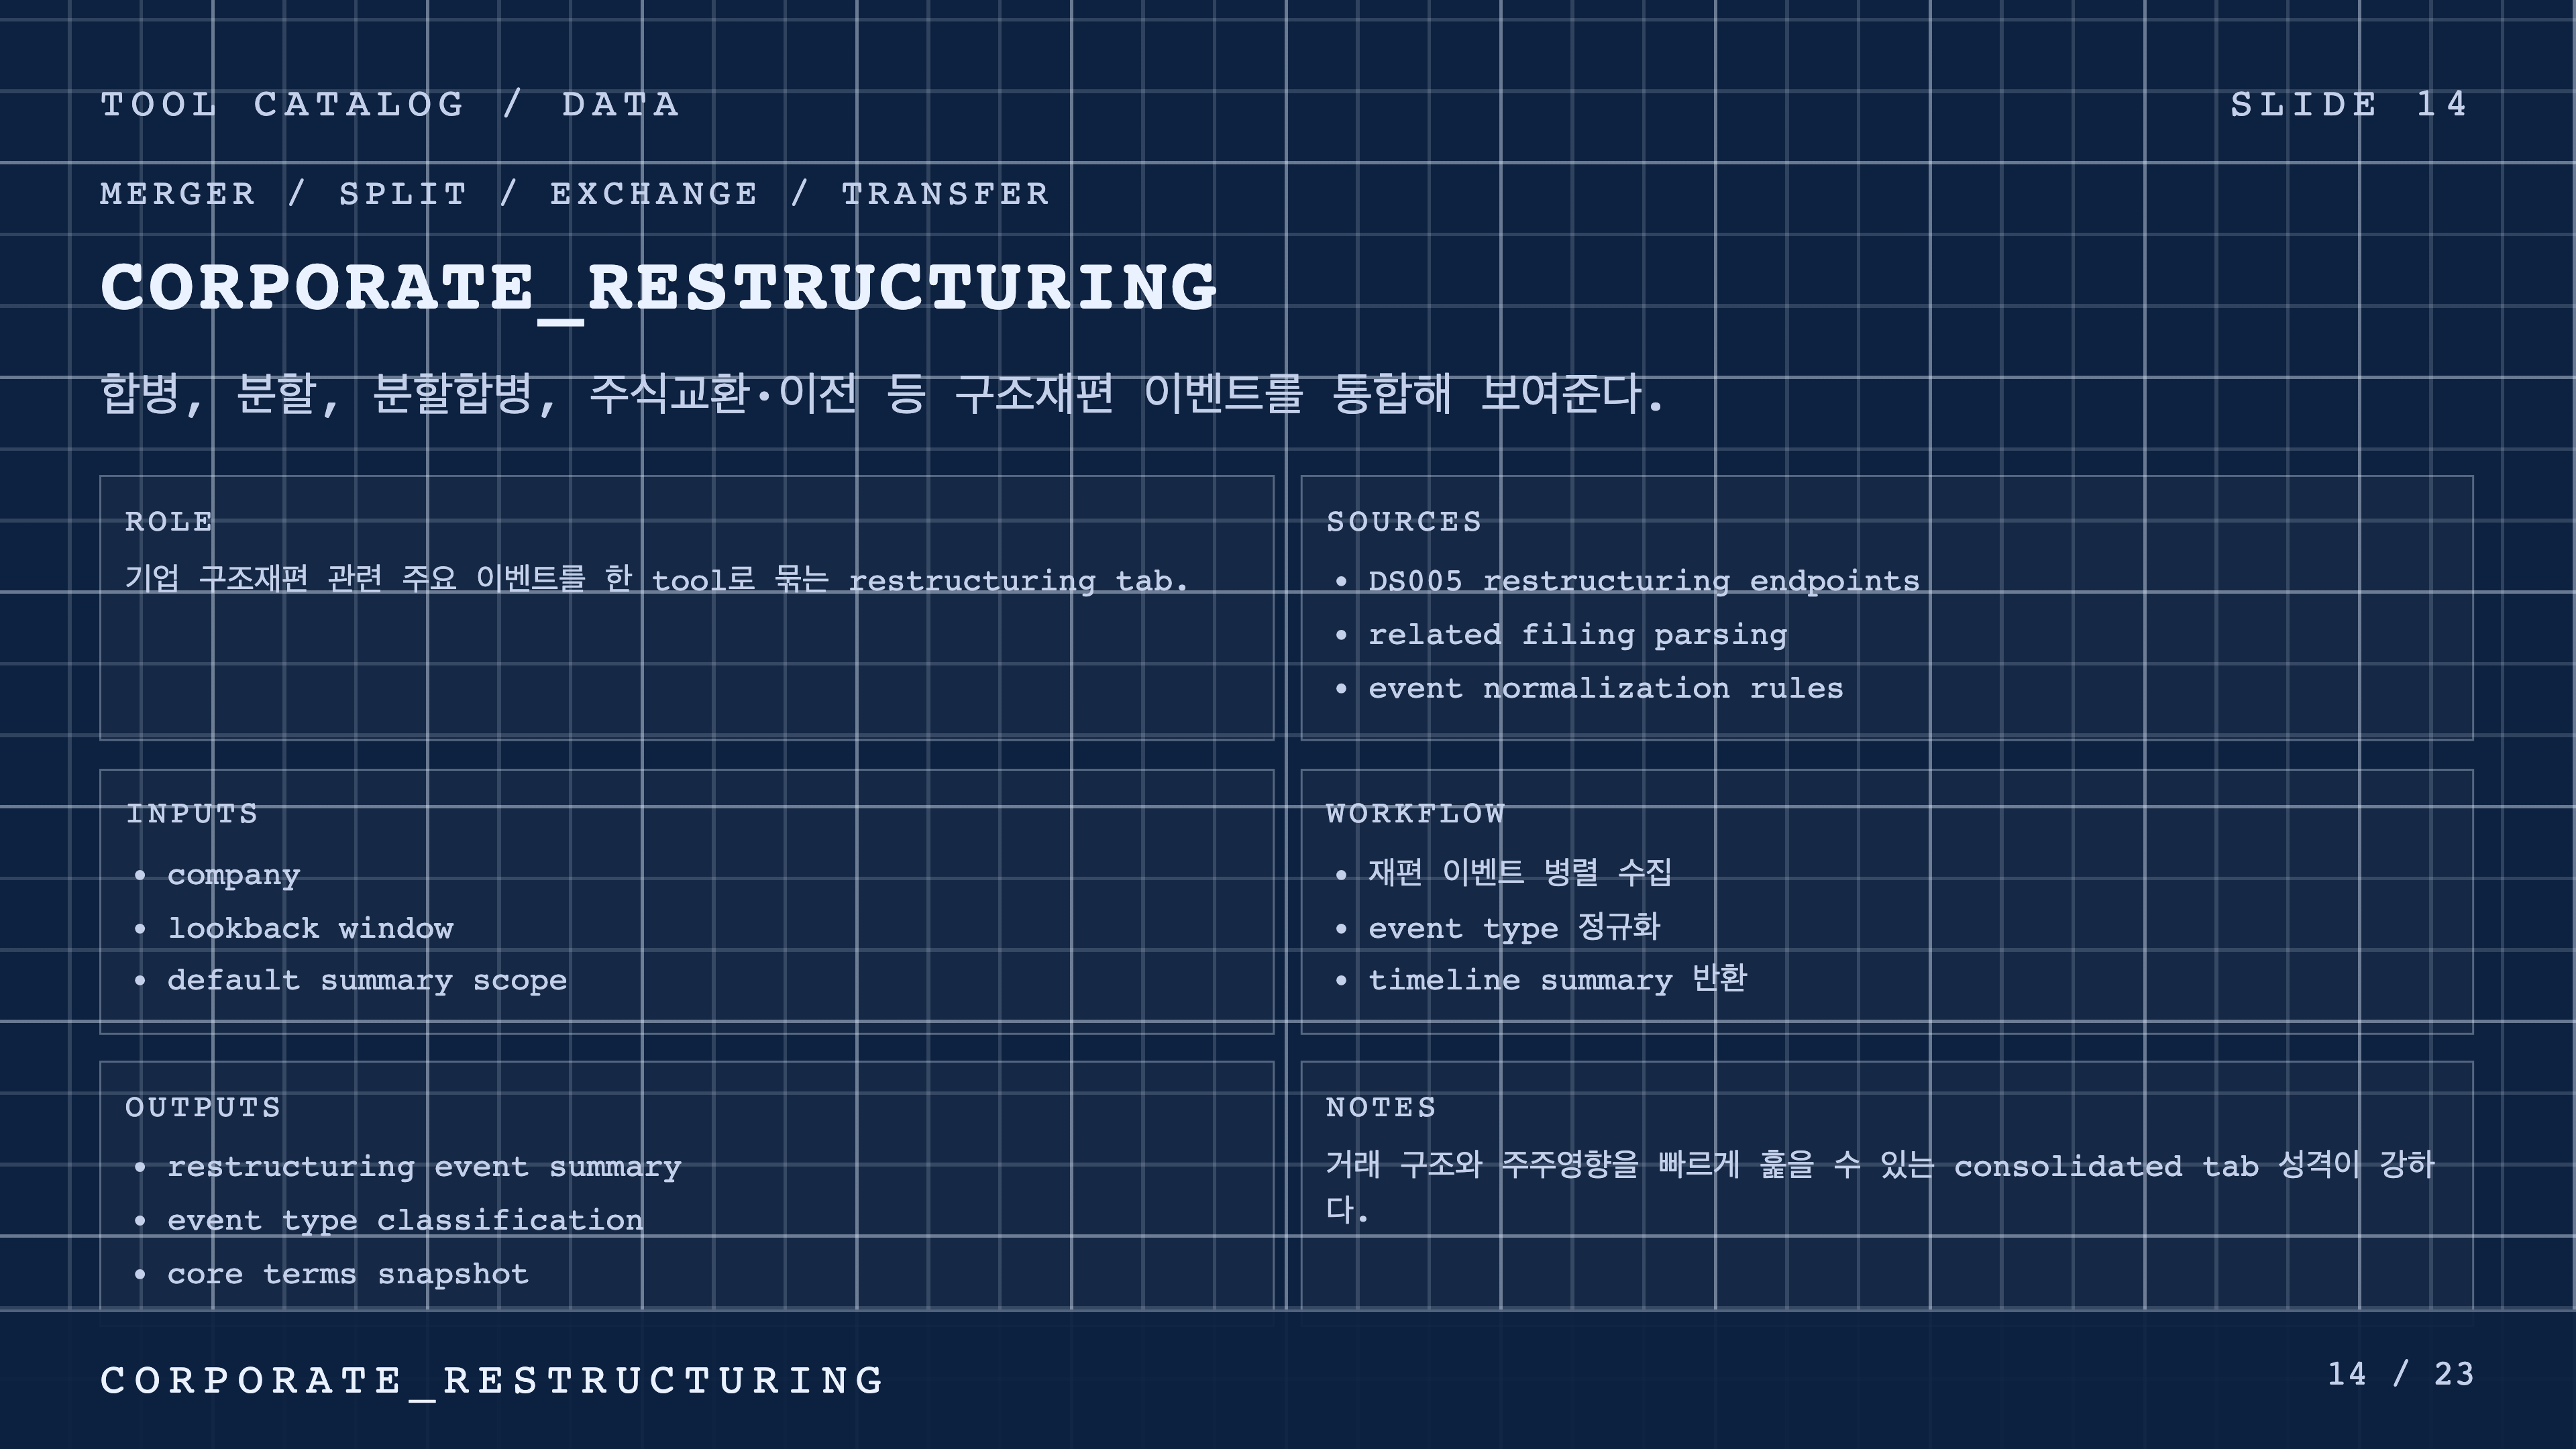 TOOL CATALOG / DATA
SLIDE 14
MERGER / SPLIT / EXCHANGE / TRANSFER
CORPORATE_RESTRUCTURING
합병, 분할, 분할합병, 주식교환·이전 등 구조재편 이벤트를 통합해 보여준다.
ROLE
기업 구조재편 관련 주요 이벤트를 한 tool로 묶는 restructuring tab.
SOURCES
• DS005 restructuring endpoints
• related filing parsing
• event normalization rules
INPUTS
• company
• lookback window
• default summary scope
WORKFLOW
• 재편 이벤트 병렬 수집
• event type 정규화
• timeline summary 반환
OUTPUTS
• restructuring event summary
• event type classification
• core terms snapshot
NOTES
거래 구조와 주주영향을 빠르게 훑을 수 있는 consolidated tab 성격이 강하
다.
CORPORATE_RESTRUCTURING
14 / 23